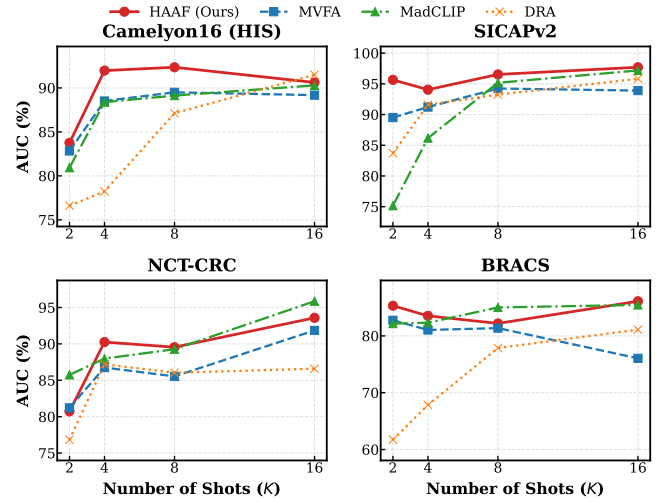 HAAF (Ours) MVFA MadCLIP DRA
Camelyon16 (HIS)
AUC (%)
90
85
80
75
2 4 8 16
SICAPv2
100
95
90
85
80
75
2 4 8 16
NCT-CRC
AUC (%)
95
90
85
80
75
2 4 8 16
Number of Shots (K)
BRACS
80
70
60
2 4 8 16
Number of Shots (K)